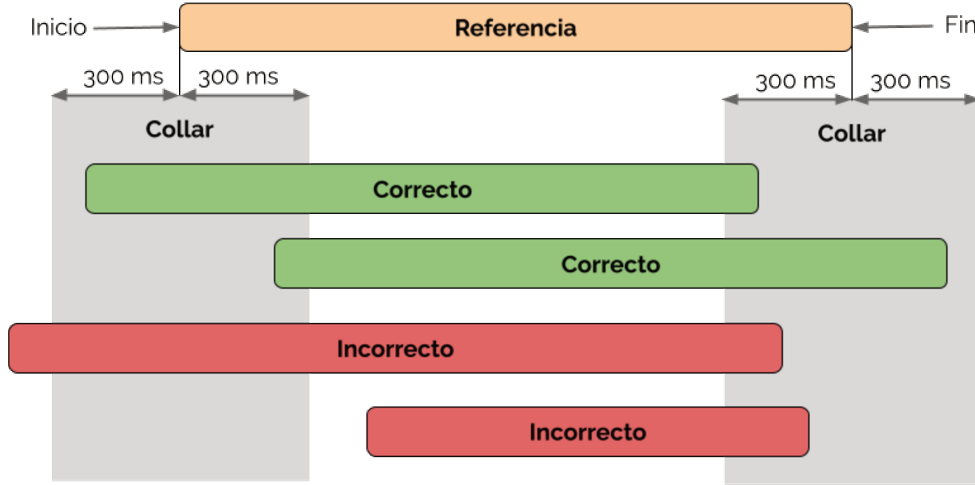 Inicio
Referencia
Fin
300 ms
300 ms
300 ms
300 ms
Collar
Collar
Correcto
Correcto
Incorrecto
Incorrecto